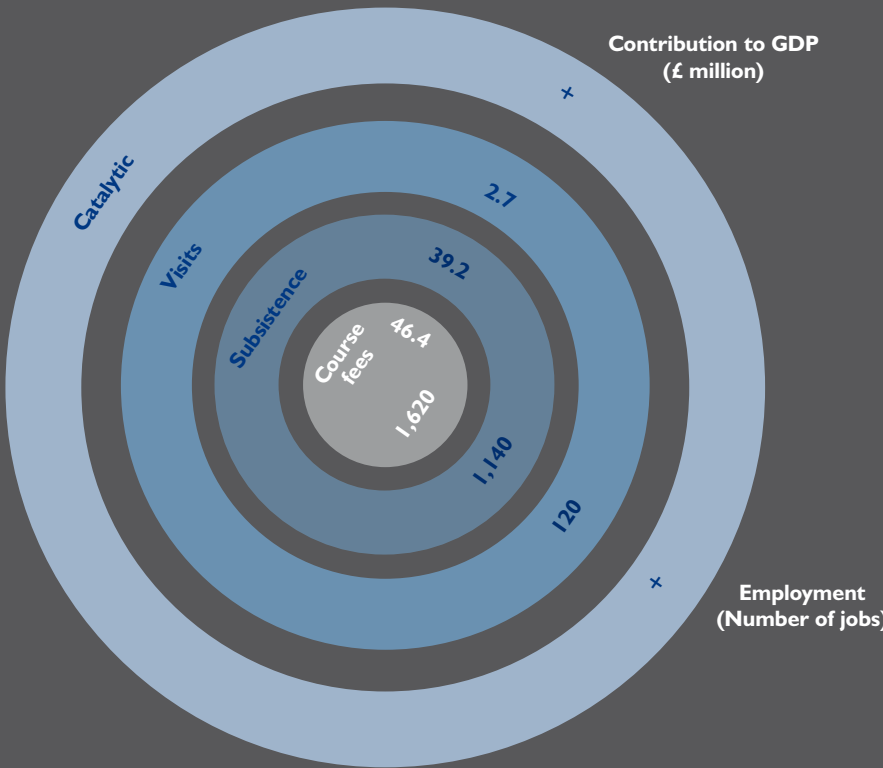 Contribution to GDP
(£ million)
+
Catalytic
2.7
Visits
39.2
Subsistence
46.4
Course
fees
1,620
1,140
120
+
Employment
(Number of jobs)